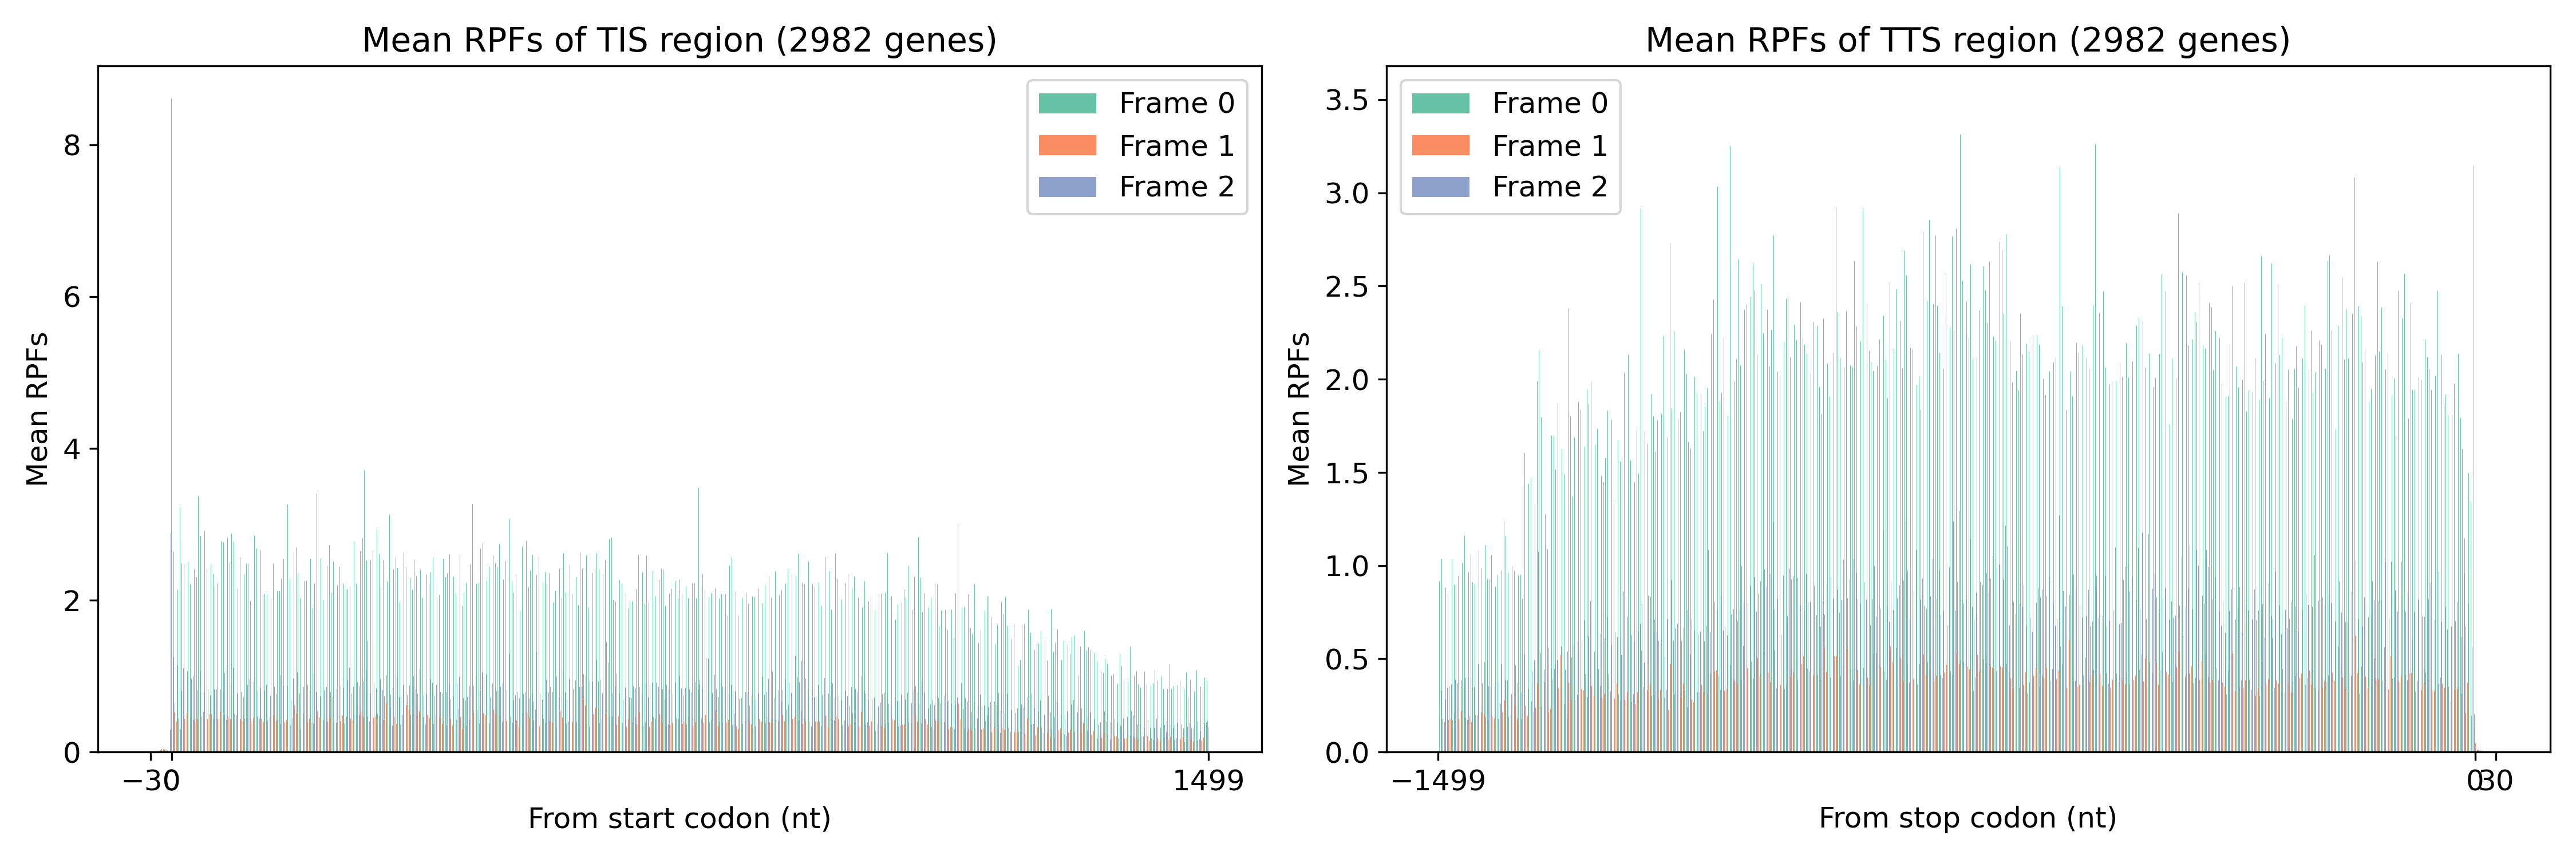 Mean RPFs of TIS region (2982 genes)
Mean RPFs
8
6
4
2
0
Frame 0
Frame 1
Frame 2
−30
0
1499
From start codon (nt)
Mean RPFs of TTS region (2982 genes)
Mean RPFs
3.5
3.0
2.5
2.0
1.5
1.0
0.5
0.0
Frame 0
Frame 1
Frame 2
−1499
0
30
From stop codon (nt)